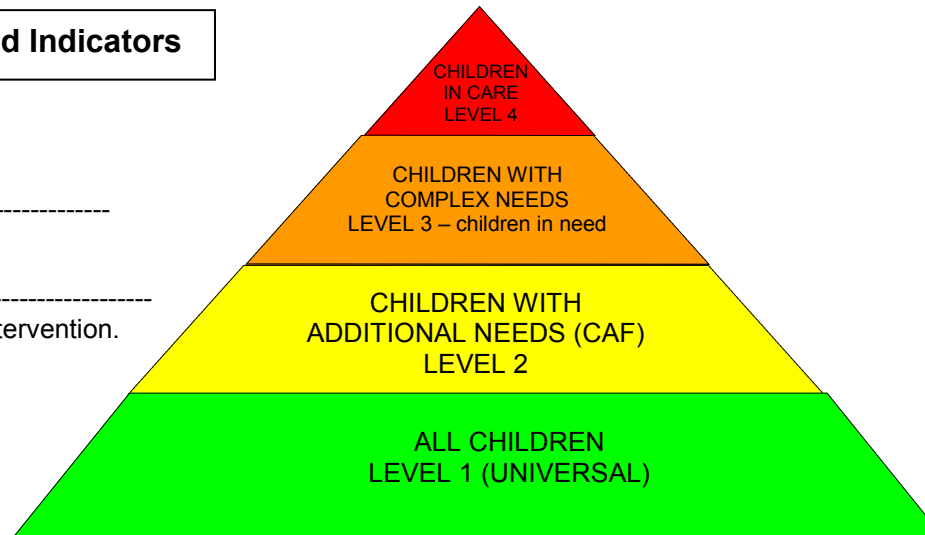 d Indicators
CHILDREN
IN CARE
LEVEL 4
CHILDREN WITH
COMPLEX NEEDS
LEVEL 3 – children in need
CHILDREN WITH
ADDITIONAL NEEDS (CAF)
LEVEL 2
tervention.
ALL CHILDREN
LEVEL 1 (UNIVERSAL)